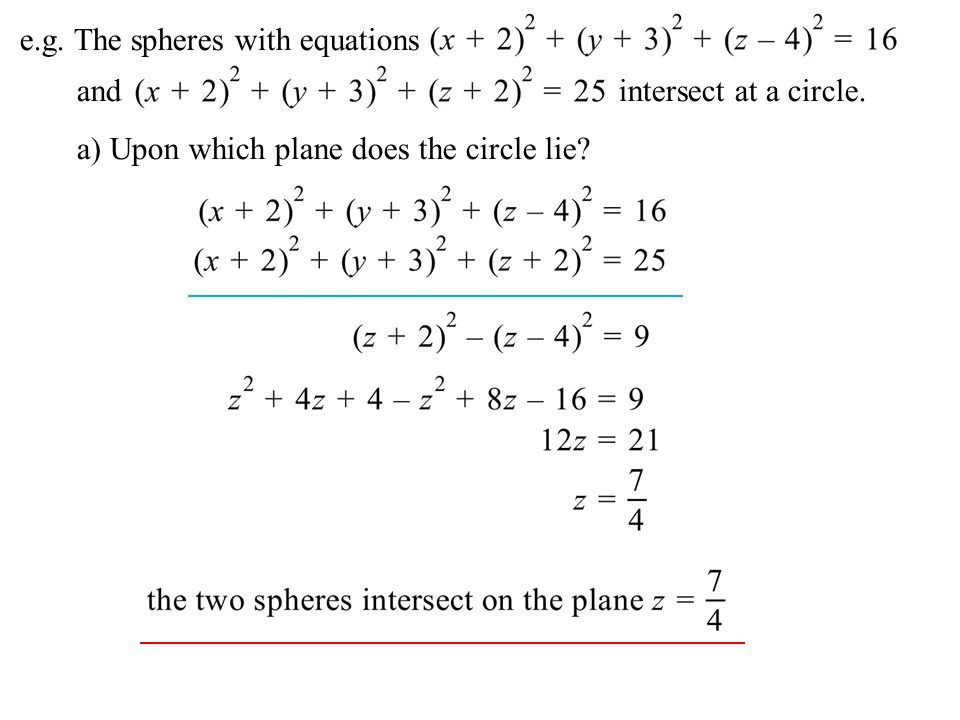 e.g. The spheres with equations (x + 2)² + (y + 3)² + (z – 4)² = 16
and (x + 2)² + (y + 3)² + (z + 2)² = 25 intersect at a circle.
a) Upon which plane does the circle lie?
(x + 2)² + (y + 3)² + (z – 4)² = 16
(x + 2)² + (y + 3)² + (z + 2)² = 25
(z + 2)² – (z – 4)² = 9
z² + 4z + 4 – z² + 8z – 16 = 9
12z = 21
z = 7/4
the two spheres intersect on the plane z = 7/4